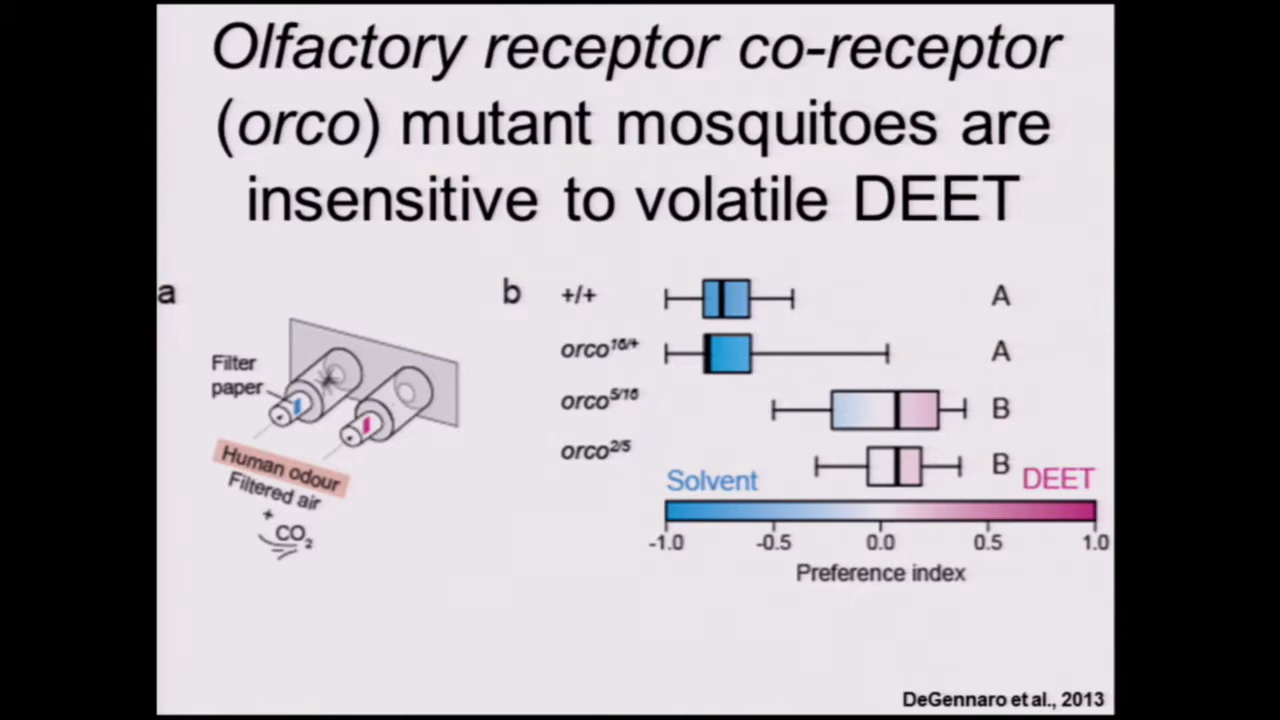 Olfactory receptor co-receptor
(orco) mutant mosquitoes are
insensitive to volatile DEET
a
Filter
paper
Human odour
Filtered air
+
CO2
b
+/+
A
orco16/+
A
orco5/16
B
orco2/5
B
Solvent
DEET
-1.0 -0.5 0.0 0.5 1.0
Preference index
DeGennaro et al., 2013